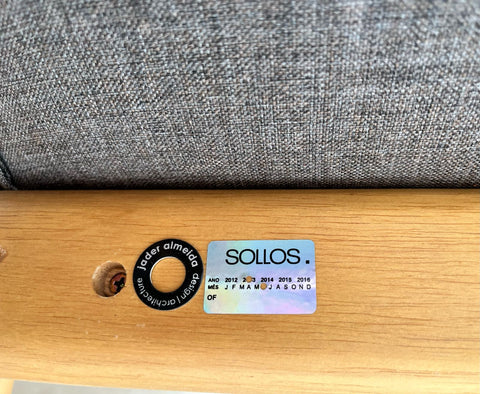 jader almeida
design | architecture
SOLLOS.
ANO 2012 2013 2014 2015 2016
MÊS J F M A M J A S O N D
OF